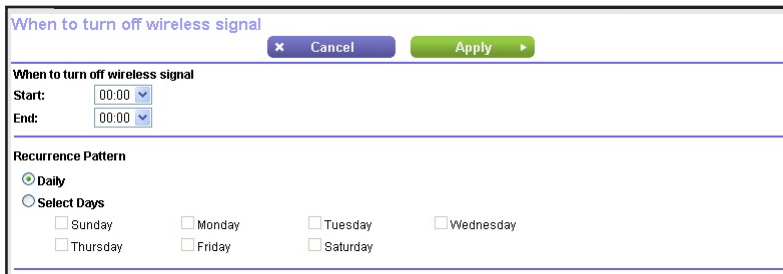 When to turn off wireless signal
Cancel Apply
When to turn off wireless signal
Start: 00:00
End: 00:00
Recurrence Pattern
Daily
Select Days
Sunday Monday Tuesday Wednesday
Thursday Friday Saturday